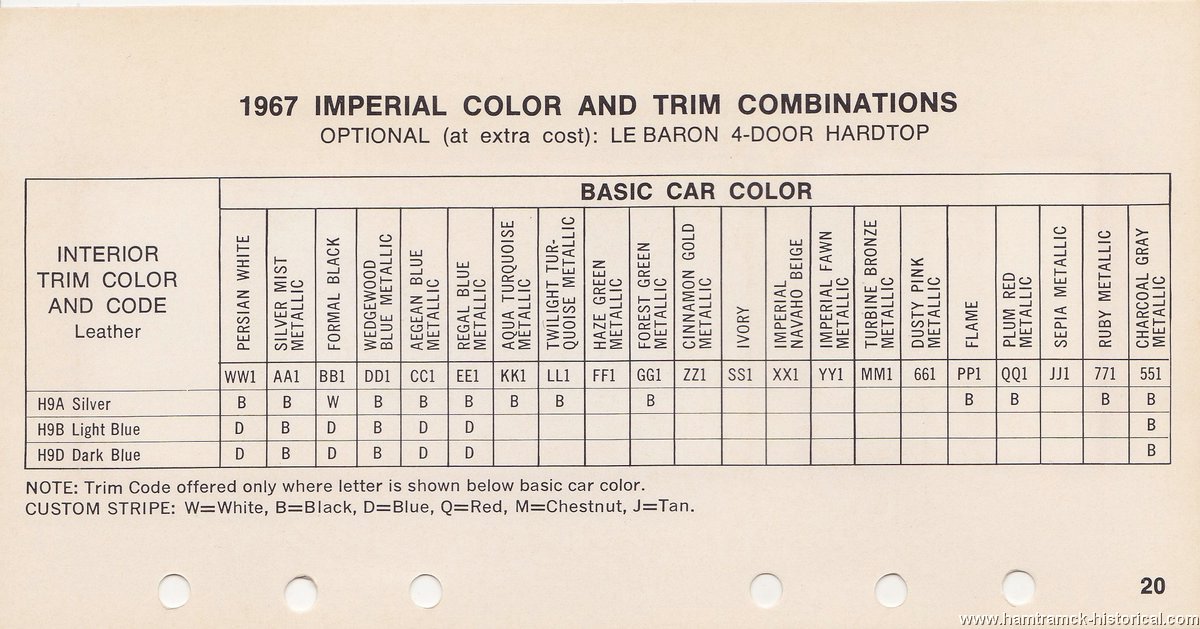 1967 IMPERIAL COLOR AND TRIM COMBINATIONS
OPTIONAL (at extra cost): LE BARON 4-DOOR HARDTOP
INTERIOR
TRIM COLOR
AND CODE
Leather
BASIC CAR COLOR
PERSIAN WHITE
SILVER MIST
METALLIC
FORMAL BLACK
WEDGEWOOD
BLUE METALLIC
AEGEAN BLUE
METALLIC
REGAL BLUE
METALLIC
AQUA TURQUOISE
METALLIC
TWILIGHT TUR-
QUOISE METALLIC
HAZE GREEN
METALLIC
FOREST GREEN
METALLIC
CINNAMON GOLD
METALLIC
IVORY
IMPERIAL
NAVAHO BEIGE
IMPERIAL FAWN
METALLIC
TURBINE BRONZE
METALLIC
DUSTY PINK
METALLIC
FLAME
PLUM RED
METALLIC
SEPIA METALLIC
RUBY METALLIC
CHARCOAL GRAY
METALLIC
WW1 AA1 BB1 DD1 CC1 EE1 KK1 LL1 FF1 GG1 ZZ1 SS1 XX1 YY1 MM1 661 PP1 QQ1 JJ1 771 551
H9A Silver B B W B B B B B B B B B B
H9B Light Blue D B D B D D B
H9D Dark Blue D B D B D D B
NOTE: Trim Code offered only where letter is shown below basic car color.
CUSTOM STRIPE: W=White, B=Black, D=Blue, Q=Red, M=Chestnut, J=Tan.
20
www.hamtramck-historical.com